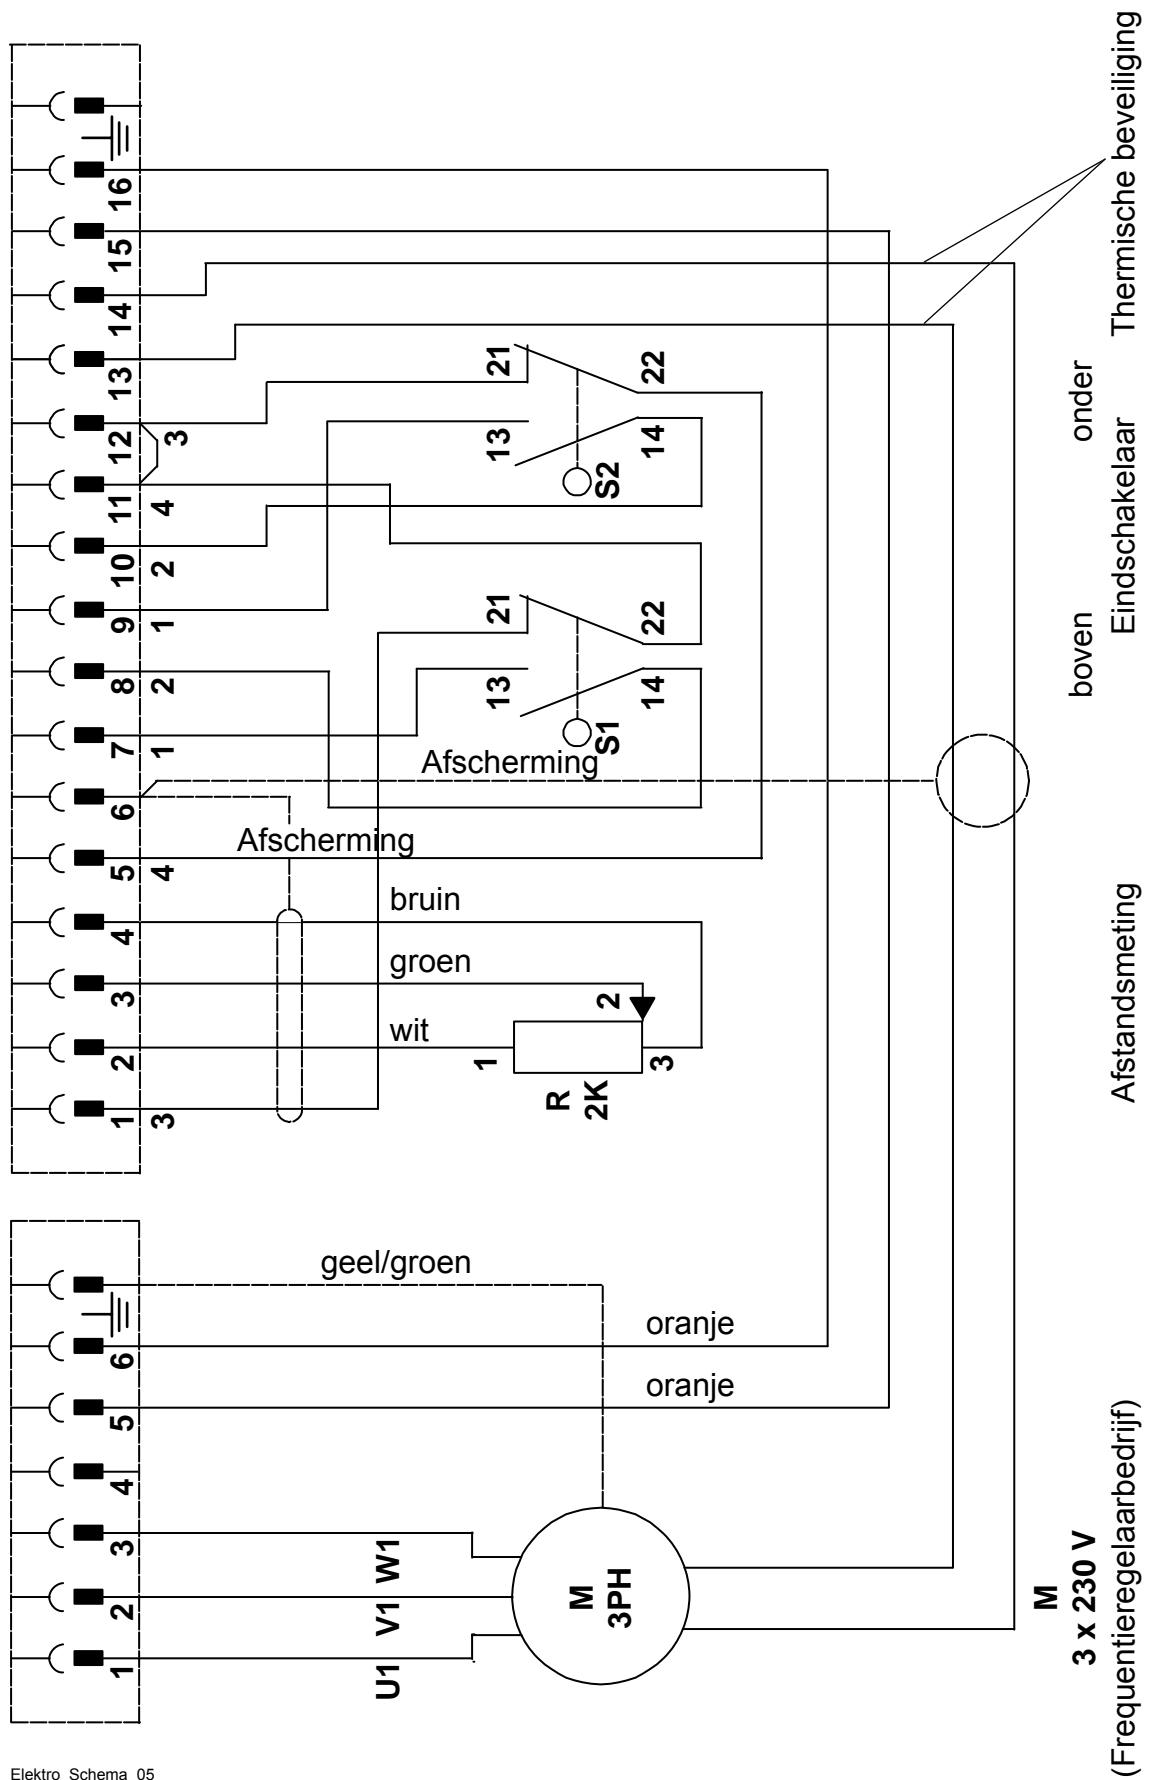 16
15
14
13
12
3
11
4
10
2
9
1
8
2
7
1
6
5
4
4
3
2
1
3
21
22
13
14
S2
21
22
13
14
S1
Afscherming
Afscherming
bruin
groen
wit
1
2
3
R
2K
Thermische beveiliging
onder
Eindschakelaar
boven
Afstandsmeting
geel/groen
oranje
oranje
6
5
4
3
2
1
W1
V1
U1
M
3PH
M
3 x 230 V
(Frequentieregelaarbedrijf)
Elektro_Schema_05